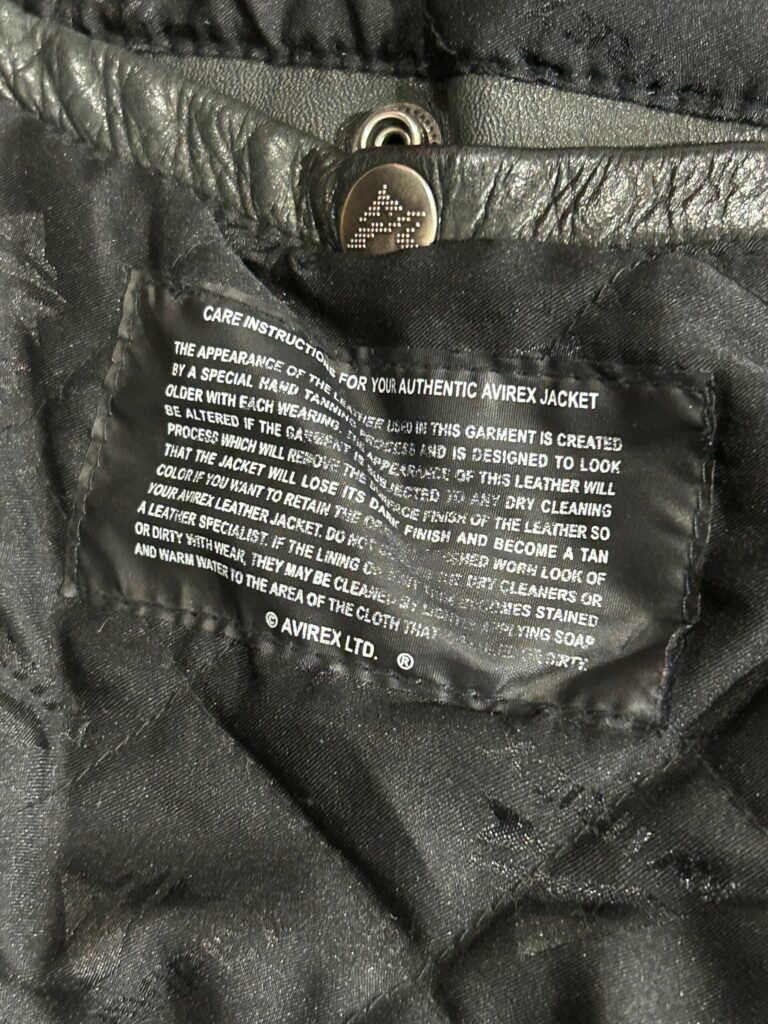 CARE INSTRUCTIONS FOR YOUR AUTHENTIC AVIREX JACKET
THE APPEARANCE OF THE LEATHER USED IN THIS GARMENT IS CREATED
BY A SPECIAL HAND TANNING PROCESS AND IS DESIGNED TO LOOK
OLDER WITH EACH WEARING. APPEARANCE OF THIS LEATHER WILL
BE ALTERED IF THE GARMENT IS SUBJECTED TO ANY DRY CLEANING
PROCESS WHICH WILL REMOVE THE SURFACE FINISH OF THE LEATHER SO
THAT THE JACKET WILL LOSE ITS DARK FINISH AND BECOME A TAN
COLOR IF YOU WANT TO RETAIN THE WORN LOOK OF
YOUR AVIREX LEATHER JACKET. DO NOT DRY CLEANERS OR
A LEATHER SPECIALIST. IF THE LINING STAINED
OR DIRTY WITH WEAR, THEY MAY BE CLEANED BY APPLYING SOAP
AND WARM WATER TO THE AREA OF THE CLOTH THAT DIRTY.
© AVIREX LTD. ®